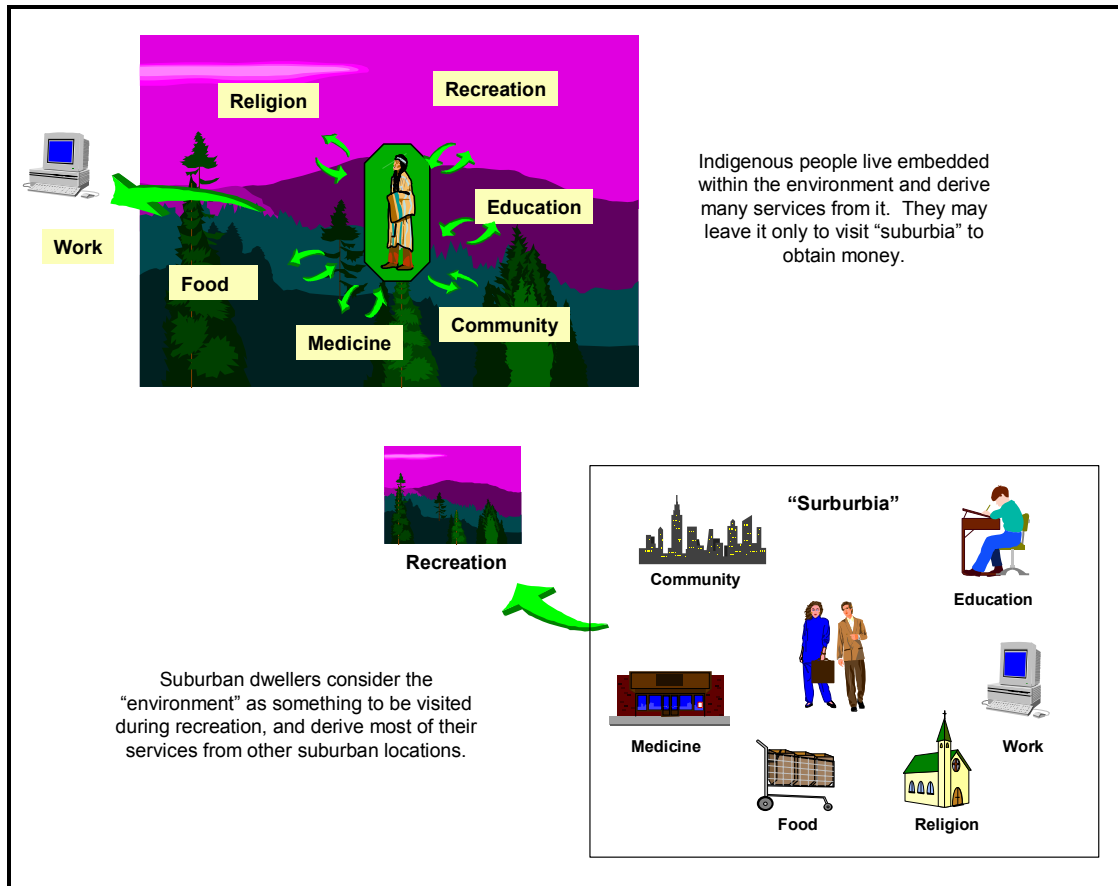 Religion
Recreation
Education
Work
Food
Medicine
Community
Indigenous people live embedded
within the environment and derive
many services from it.  They may
leave it only to visit “suburbia” to
obtain money.
Recreation
Suburban dwellers consider the
“environment” as something to be visited
during recreation, and derive most of their
services from other suburban locations.
“Surburbia”
Community
Education
Medicine
Work
Food
Religion